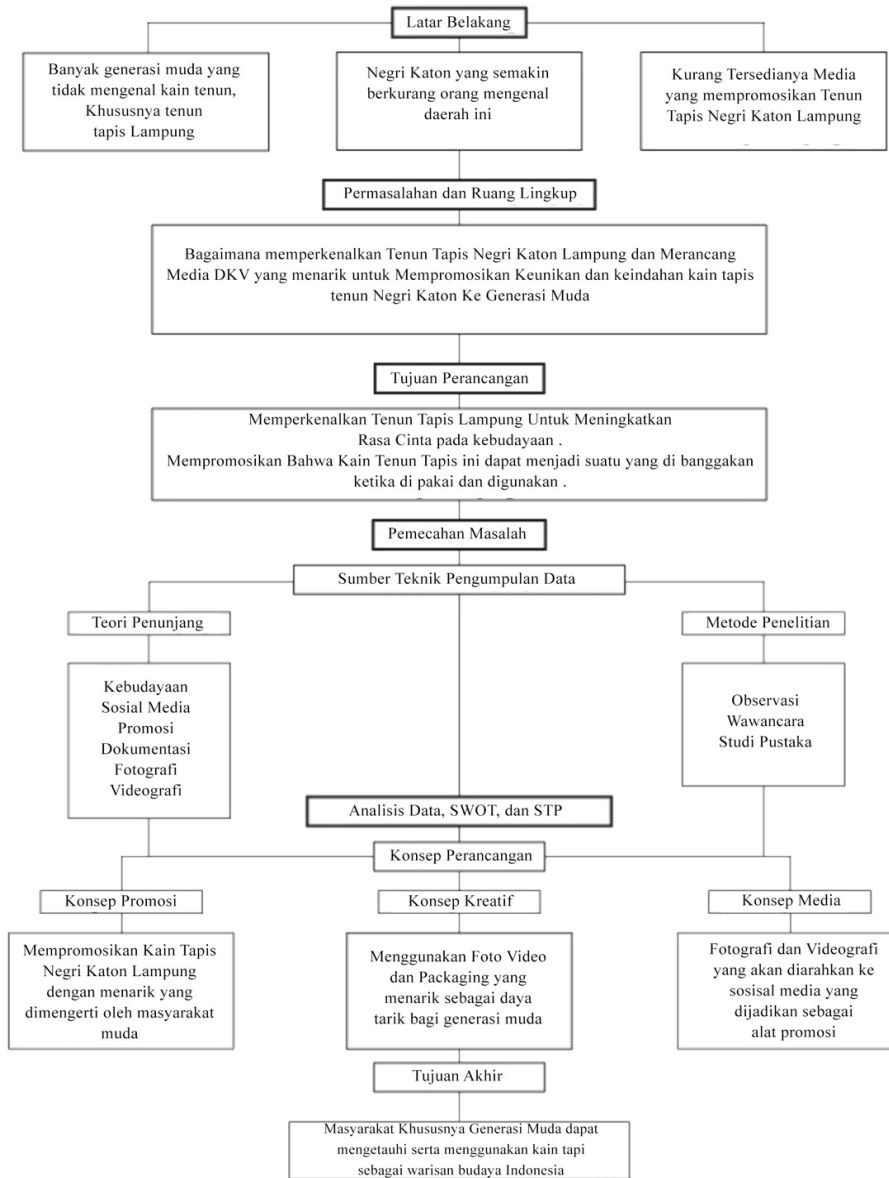 Latar Belakang
Banyak generasi muda yang
tidak mengenal kain tenun,
Khususnya tenun
tapis Lampung
Negri Katon yang semakin
berkurang orang mengenal
daerah ini
Kurang Tersedianya Media
yang mempromosikan Tenun
Tapis Negri Katon Lampung
Permasalahan dan Ruang Lingkup
Bagaimana memperkenalkan Tenun Tapis Negri Katon Lampung dan Merancang
Media DKV yang menarik untuk Mempromosikan Keunikan dan keindahan kain tapis
tenun Negri Katon Ke Generasi Muda
Tujuan Perancangan
Memperkenalkan Tenun Tapis Lampung Untuk Meningkatkan
Rasa Cinta pada kebudayaan .
Mempromosikan Bahwa Kain Tenun Tapis ini dapat menjadi suatu yang di banggakan
ketika di pakai dan digunakan .
Pemecahan Masalah
Sumber Teknik Pengumpulan Data
Teori Penunjang
Kebudayaan
Sosial Media
Promosi
Dokumentasi
Fotografi
Videografi
Metode Penelitian
Observasi
Wawancara
Studi Pustaka
Analisis Data, SWOT, dan STP
Konsep Perancangan
Konsep Promosi
Mempromosikan Kain Tapis
Negri Katon Lampung
dengan menarik yang
dimengerti oleh masyarakat
muda
Konsep Kreatif
Menggunakan Foto Video
dan Packaging yang
menarik sebagai daya
tarik bagi generasi muda
Konsep Media
Fotografi dan Videografi
yang akan diarahkan ke
sosisal media yang
dijadikan sebagai
alat promosi
Tujuan Akhir
Masyarakat Khususnya Generasi Muda dapat
mengetauhi serta menggunakan kain tapi
sebagai warisan budaya Indonesia